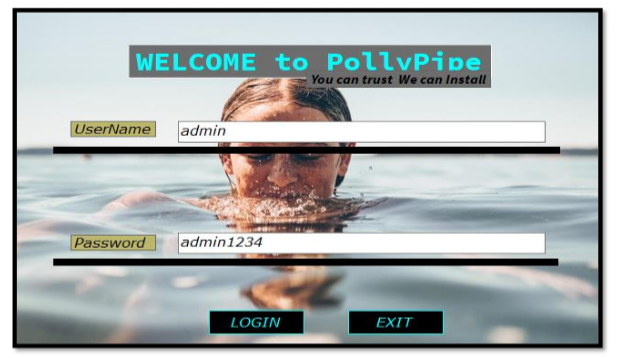 WELCOME to PollyPipe
You can trust We can Install
UserName admin
Password admin1234
LOGIN EXIT